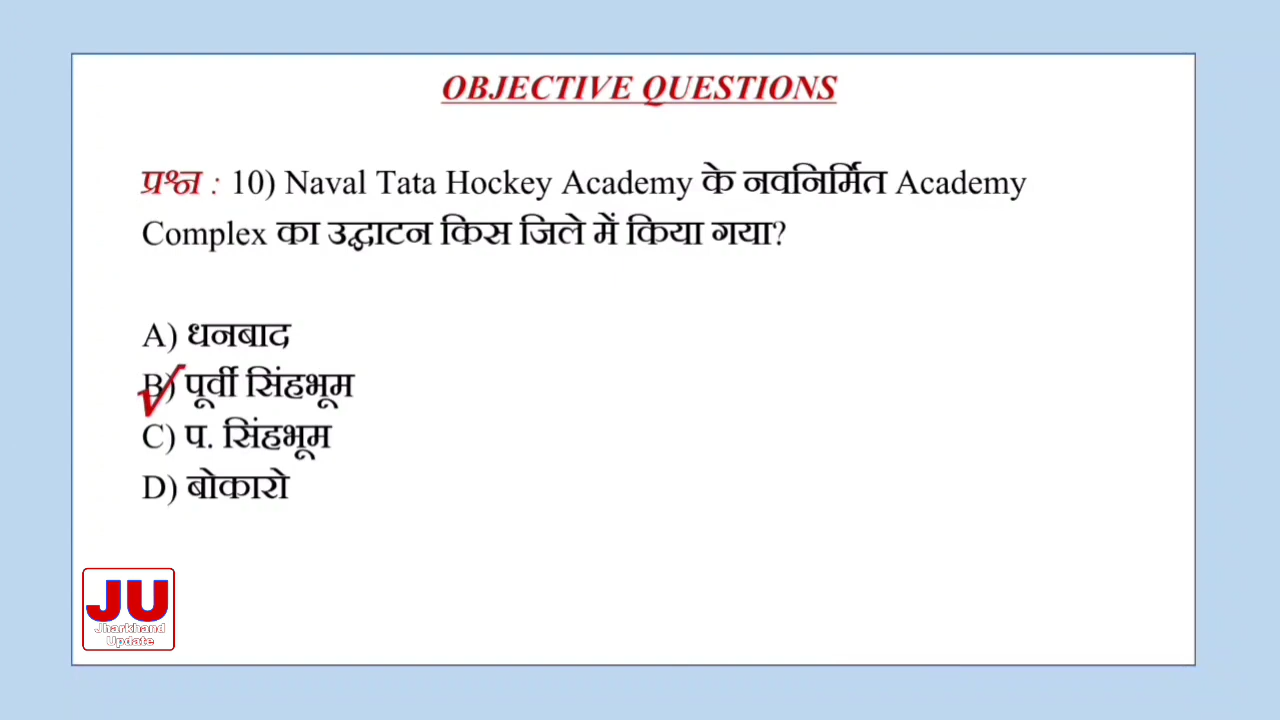 OBJECTIVE QUESTIONS
प्रश्न : 10) Naval Tata Hockey Academy के नवनिर्मित Academy
Complex का उद्घाटन किस जिले में किया गया?
A) धनबाद
B) पूर्वी सिंहभूम
C) प. सिंहभूम
D) बोकारो
JU
Jharkhand
Update